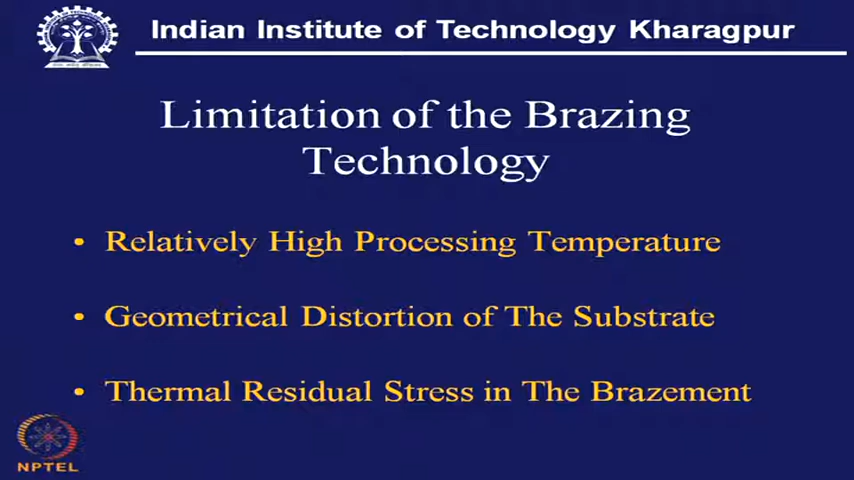 Indian Institute of Technology Kharagpur
Limitation of the Brazing
Technology
• Relatively High Processing Temperature
• Geometrical Distortion of The Substrate
• Thermal Residual Stress in The Brazement
NPTEL